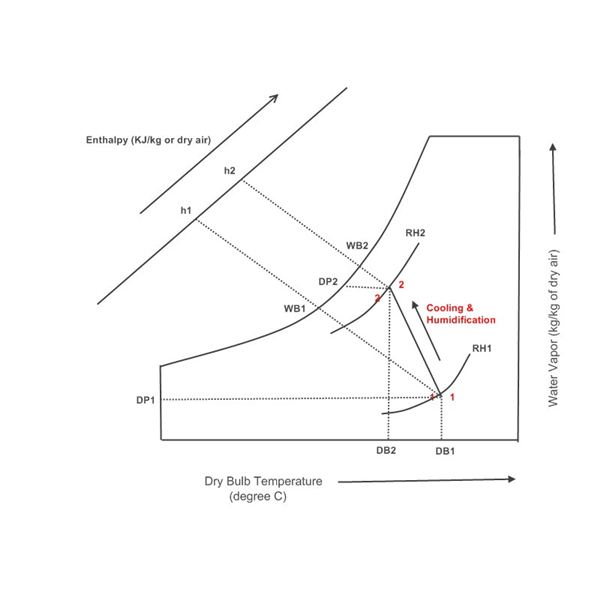 Enthalpy (KJ/kg or dry air)
h2
h1
RH2
WB2
DP2
2
2
WB1
Cooling &
Humidification
RH1
DP1
1
1
DB2
DB1
Dry Bulb Temperature
(degree C)
Water Vapor (kg/kg of dry air)